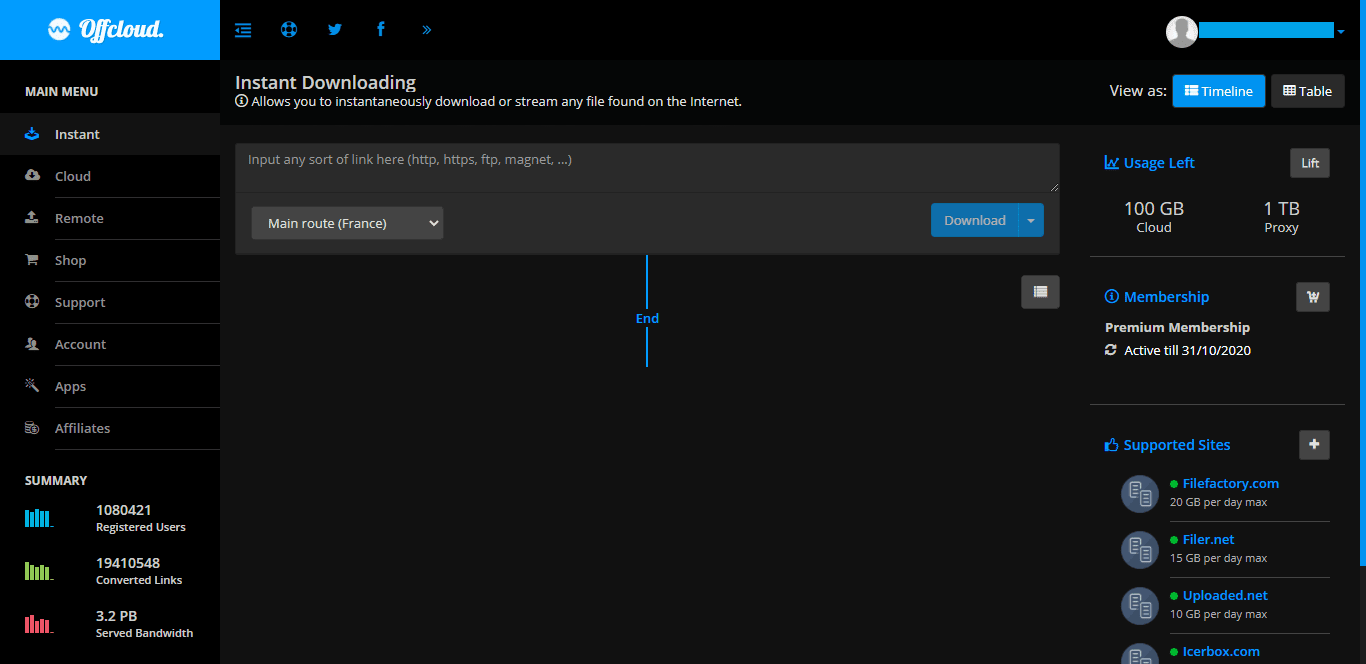 Offcloud.
MAIN MENU
Instant
Cloud
Remote
Shop
Support
Account
Apps
Affiliates
SUMMARY
1080421
Registered Users
19410548
Converted Links
3.2 PB
Served Bandwidth
Instant Downloading
Allows you to instantaneously download or stream any file found on the Internet.
View as: Timeline Table
Input any sort of link here (http, https, ftp, magnet, ...)
Main route (France)
Download
End
Usage Left Lift
100 GB 1 TB
Cloud Proxy
Membership
Premium Membership
Active till 31/10/2020
Supported Sites
Filefactory.com
20 GB per day max
Filer.net
15 GB per day max
Uploaded.net
10 GB per day max
Icerbox.com